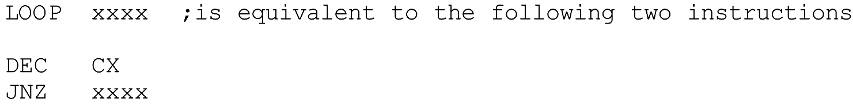 LOOP xxxx ;is equivalent to the following two instructions
DEC CX
JNZ xxxx